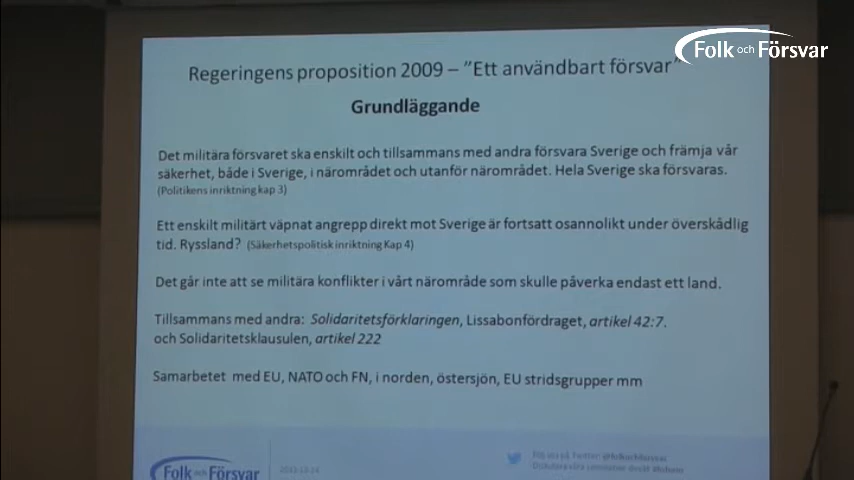 Folk och Försvar
Regeringens proposition 2009 – ”Ett användbart försvar”
Grundläggande
Det militära försvaret ska enskilt och tillsammans med andra försvara Sverige och främja vår
säkerhet, både i Sverige, i närområdet och utanför närområdet. Hela Sverige ska försvaras.
(Politikens inriktning kap 3)
Ett enskilt militärt väpnat angrepp direkt mot Sverige är fortsatt osannolikt under överskådlig
tid. Ryssland? (Säkerhetspolitisk inriktning Kap 4)
Det går inte att se militära konflikter i vårt närområde som skulle påverka endast ett land.
Tillsammans med andra: Solidaritetsförklaringen, Lissabonfördraget, artikel 42:7.
och Solidaritetsklausulen, artikel 222
Samarbetet med EU, NATO och FN, i norden, östersjön, EU stridsgrupper mm
Folk och Försvar